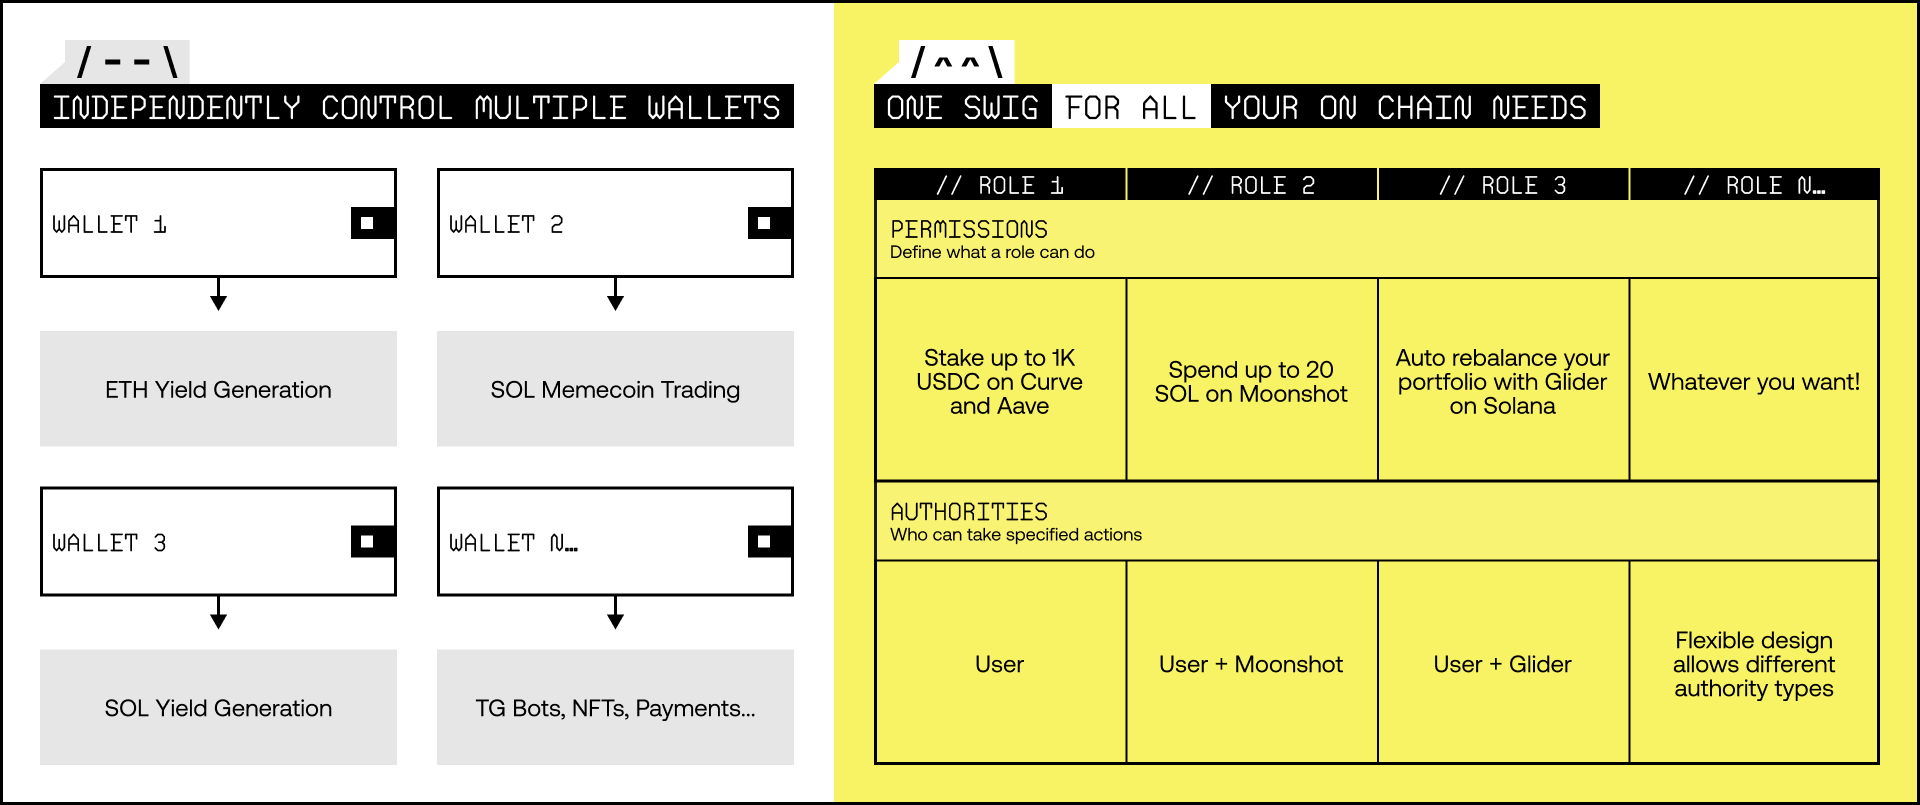 /--\
INDEPENDENTLY CONTROL MULTIPLE WALLETS
WALLET 1
WALLET 2
ETH Yield Generation
SOL Memecoin Trading
WALLET 3
WALLET N…
SOL Yield Generation
TG Bots, NFTs, Payments...
/^^\
ONE SWIG FOR ALL YOUR ON CHAIN NEEDS
// ROLE 1
// ROLE 2
// ROLE 3
// ROLE N…
PERMISSIONS
Define what a role can do
Stake up to 1K
USDC on Curve
and Aave
Spend up to 20
SOL on Moonshot
Auto rebalance your
portfolio with Glider
on Solana
Whatever you want!
AUTHORITIES
Who can take specified actions
User
User + Moonshot
User + Glider
Flexible design
allows different
authority types